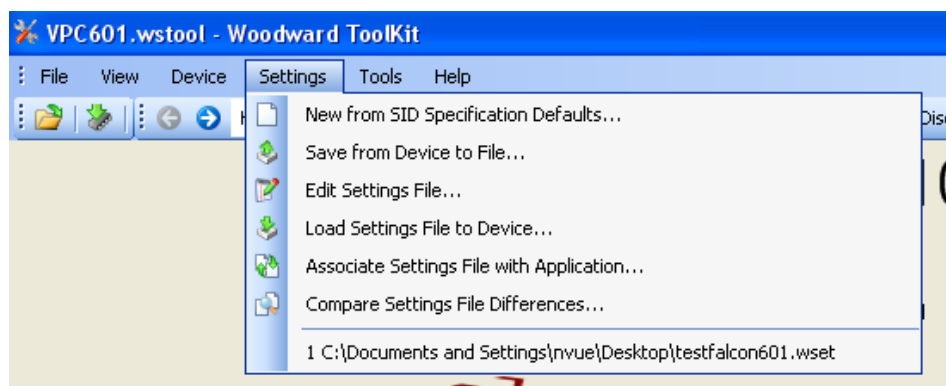 VPC601.wstool - Woodward ToolKit
File View Device Settings Tools Help
New from SID Specification Defaults...
Save from Device to File...
Edit Settings File...
Load Settings File to Device...
Associate Settings File with Application...
Compare Settings File Differences...
1 C:\Documents and Settings\nvue\Desktop\testfalcon601.wset